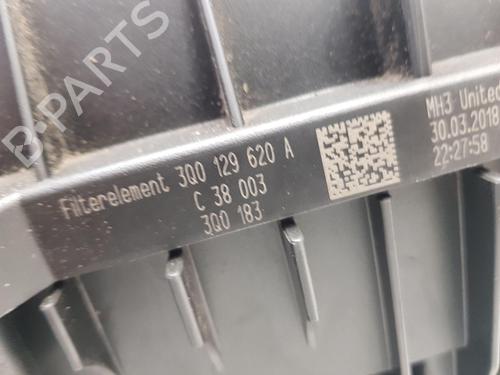 B-PARTS
Filterelement 3Q0 129 620 A
C 38 003
3Q0 183
MH3 United
30.03.2018
22:27:58